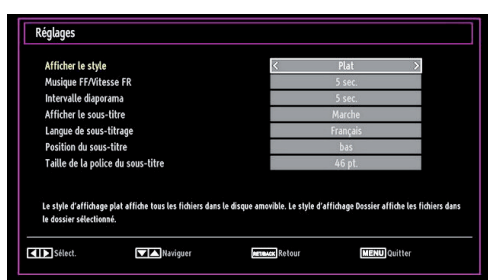 Réglages
Afficher le style Plat
Musique FF/Vitesse FR 5 sec.
Intervalle diaporama 5 sec.
Afficher le sous-titre Marche
Langue de sous-titrage Français
Position du sous-titre bas
Taille de la police du sous-titre 46 pt.
Le style d'affichage plat affiche tous les fichiers dans le disque amovible. Le style d'affichage Dossier affiche les fichiers dans
le dossier sélectionné.
Sélect. Naviguer RET/BACK Retour MENU Quitter